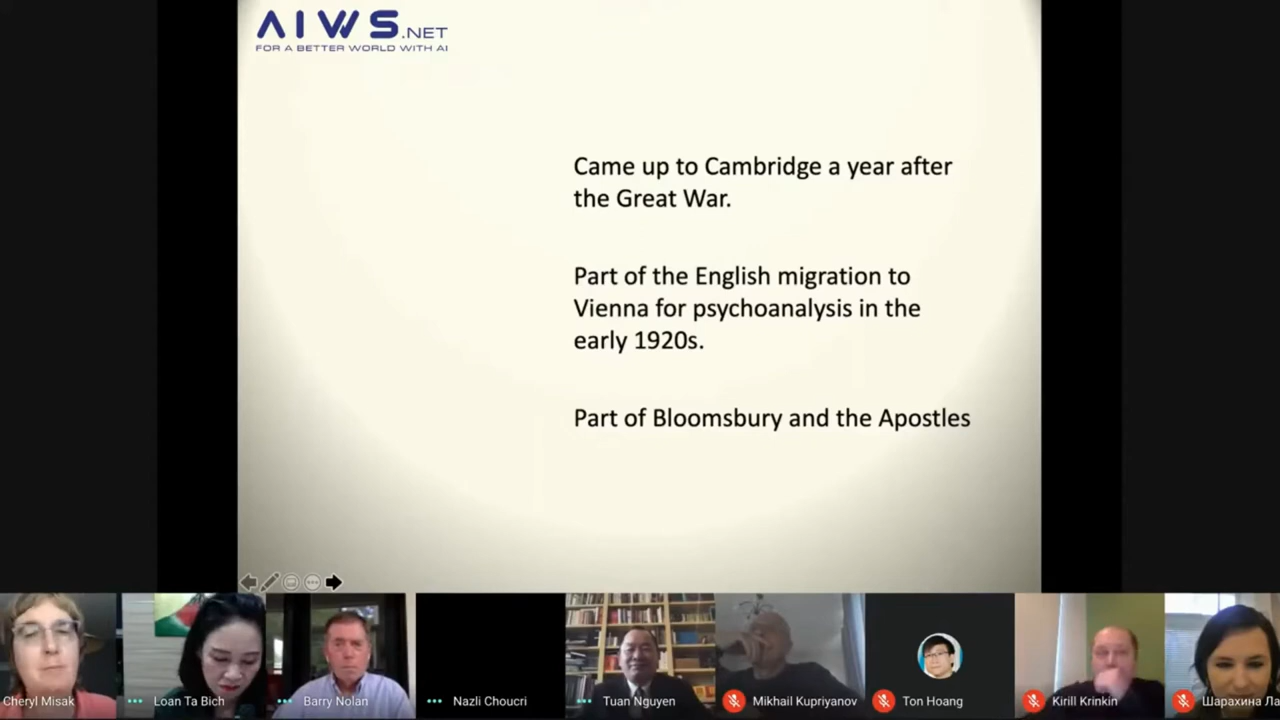 AIWS.NET
FOR A BETTER WORLD WITH AI
Came up to Cambridge a year after
the Great War.
Part of the English migration to
Vienna for psychoanalysis in the
early 1920s.
Part of Bloomsbury and the Apostles
Cheryl Misak
Loan Ta Bich
Barry Nolan
Nazli Choucri
Tuan Nguyen
Mikhail Kupriyanov
Ton Hoang
Kirill Krinkin
Шарахина Ла